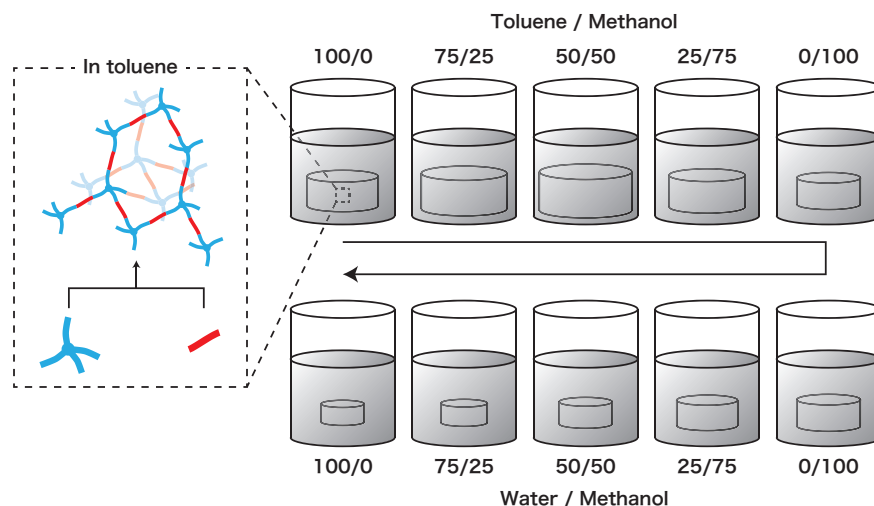 Toluene / Methanol
100/0 75/25 50/50 25/75 0/100
In toluene
100/0 75/25 50/50 25/75 0/100
Water / Methanol